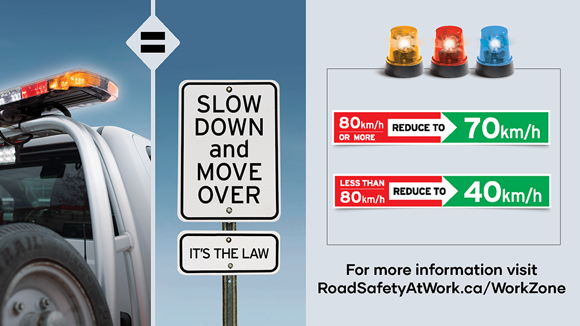 =
SLOW
DOWN
and
MOVE
OVER
IT'S THE LAW
80km/h
OR MORE
REDUCE TO
70km/h
LESS THAN
80km/h
REDUCE TO
40km/h
For more information visit
RoadSafetyAtWork.ca/WorkZone